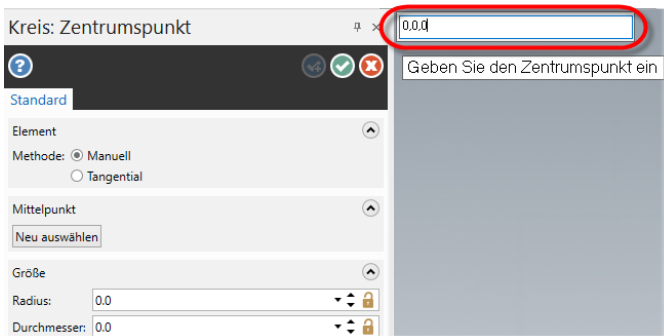 Kreis: Zentrumspunkt
0,0,0
Geben Sie den Zentrumspunkt ein
Standard
Element
Methode: Manuell
Tangential
Mittelpunkt
Neu auswählen
Größe
Radius: 0.0
Durchmesser: 0.0